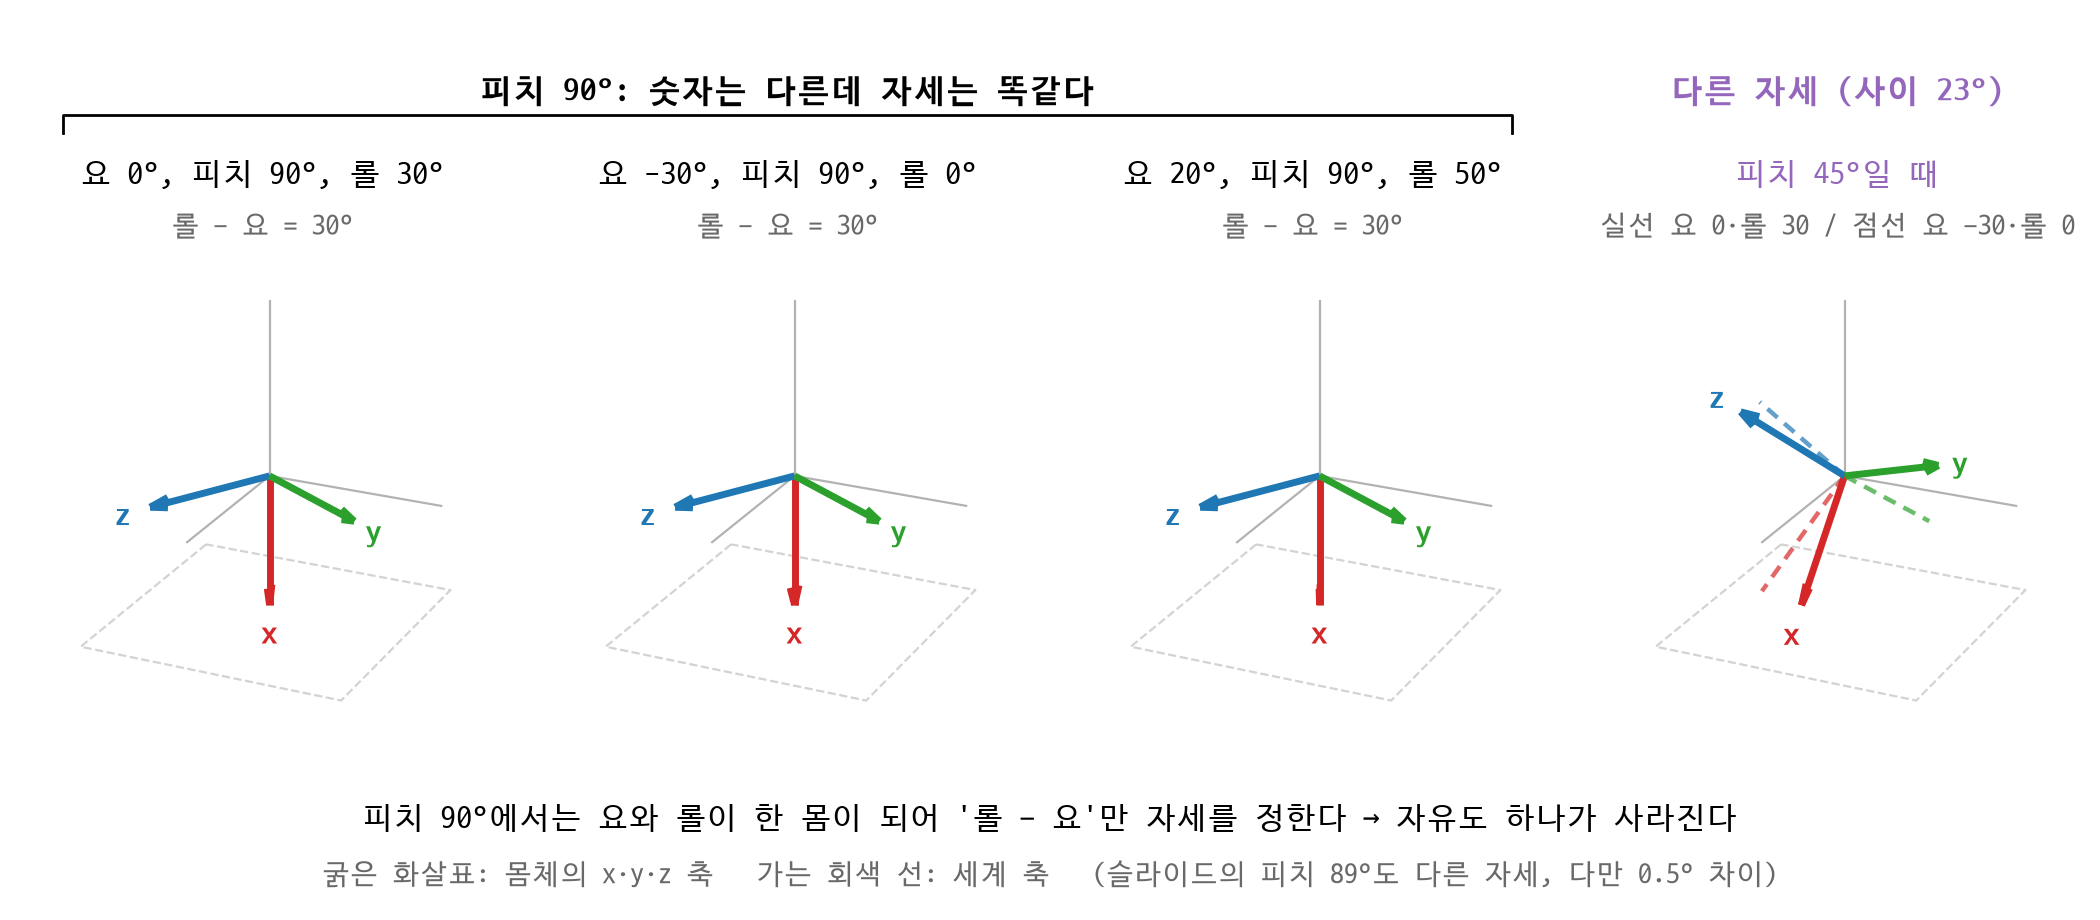 피치 90°: 숫자는 다른데 자세는 똑같다
다른 자세 (사이 23°)
요 0°, 피치 90°, 롤 30°
요 -30°, 피치 90°, 롤 0°
요 20°, 피치 90°, 롤 50°
피치 45°일 때
롤 − 요 = 30°
롤 − 요 = 30°
롤 − 요 = 30°
실선 요 0·롤 30 / 점선 요 −30·롤 0
z
y
x
z
y
x
z
y
x
z
y
x
피치 90°에서는 요와 롤이 한 몸이 되어 '롤 − 요'만 자세를 정한다 → 자유도 하나가 사라진다
굵은 화살표: 몸체의 x·y·z 축 가는 회색 선: 세계 축 (슬라이드의 피치 89°도 다른 자세, 다만 0.5° 차이)